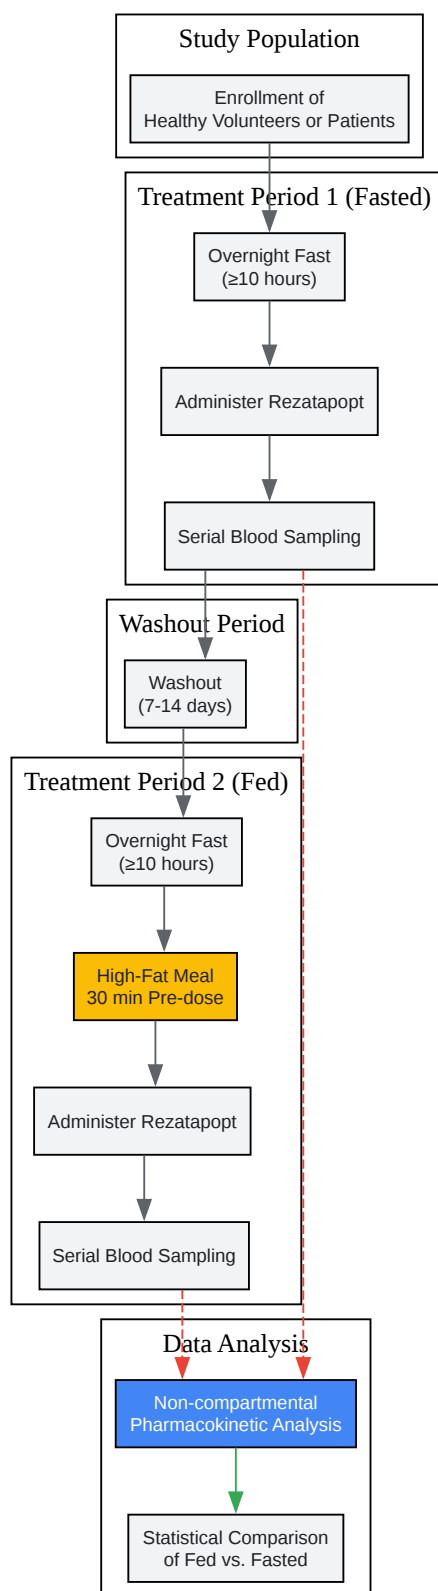 Study Population
Enrollment of
Healthy Volunteers or Patients
Treatment Period 1 (Fasted)
Overnight Fast
(≥10 hours)
Administer Rezatapopt
Serial Blood Sampling
Washout Period
Washout
(7-14 days)
Treatment Period 2 (Fed)
Overnight Fast
(≥10 hours)
High-Fat Meal
30 min Pre-dose
Administer Rezatapopt
Serial Blood Sampling
Data Analysis
Non-compartmental
Pharmacokinetic Analysis
Statistical Comparison
of Fed vs. Fasted